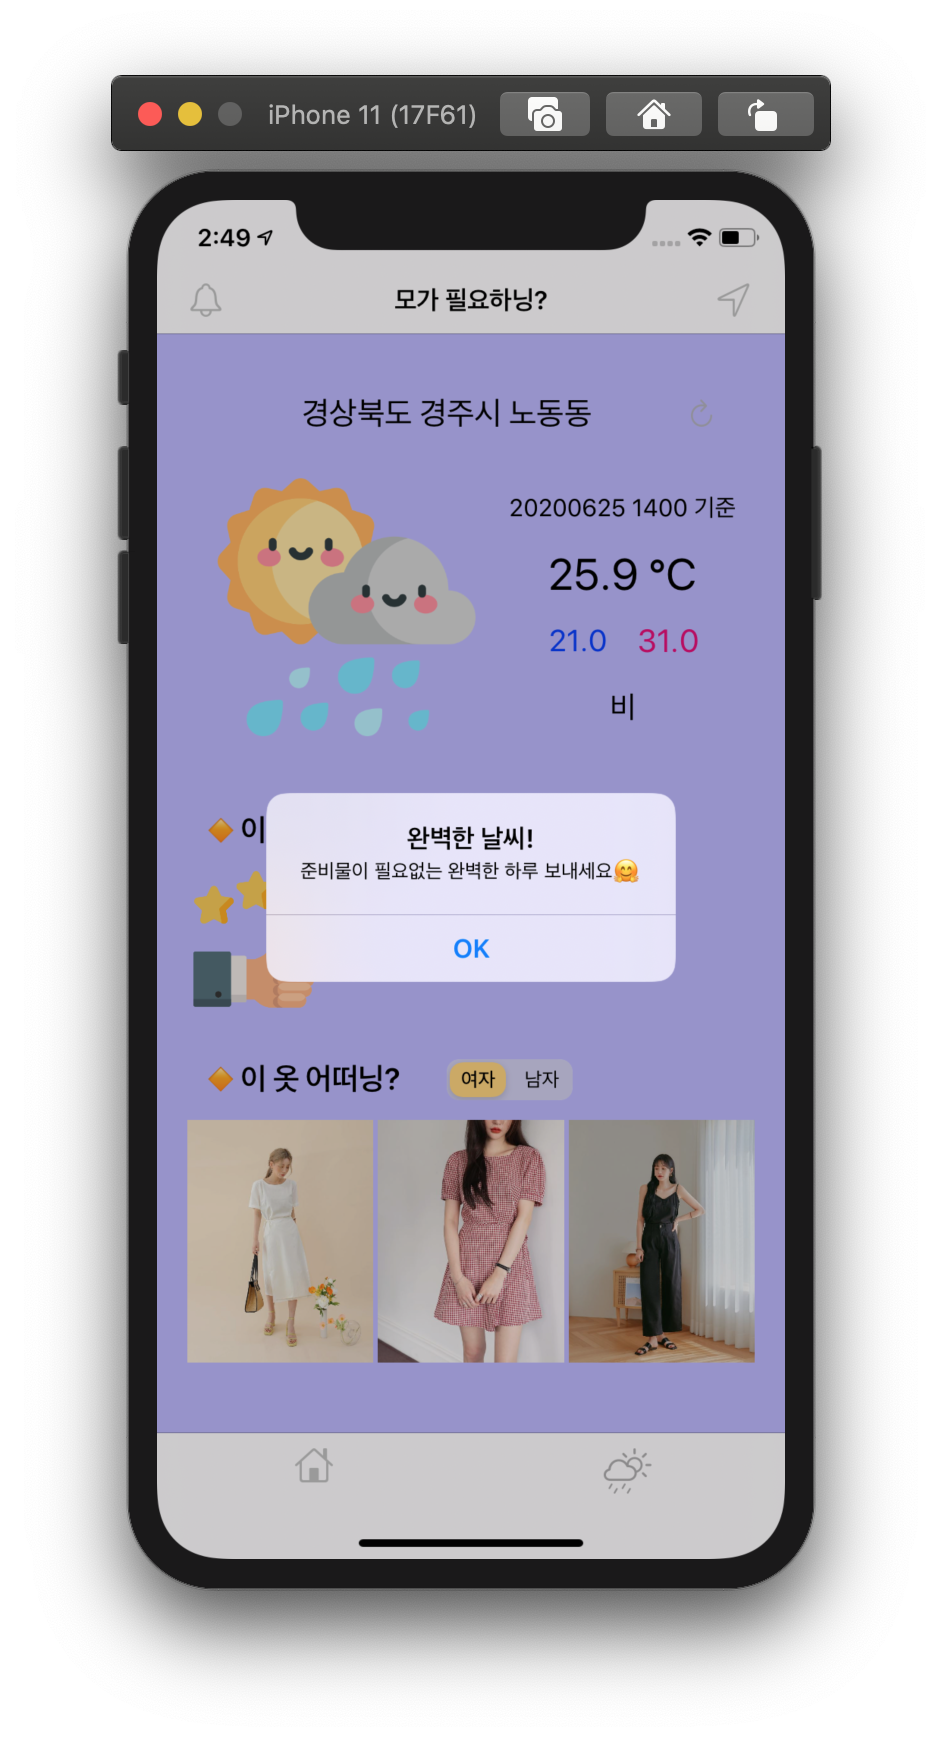 iPhone 11 (17F61)
2:49
모가 필요하닝?
경상북도 경주시 노동동
20200625 1400 기준
25.9 °C
21.0 31.0
비
이
완벽한 날씨!
준비물이 필요없는 완벽한 하루 보내세요🤗
OK
이 옷 어떠닝? 여자 남자